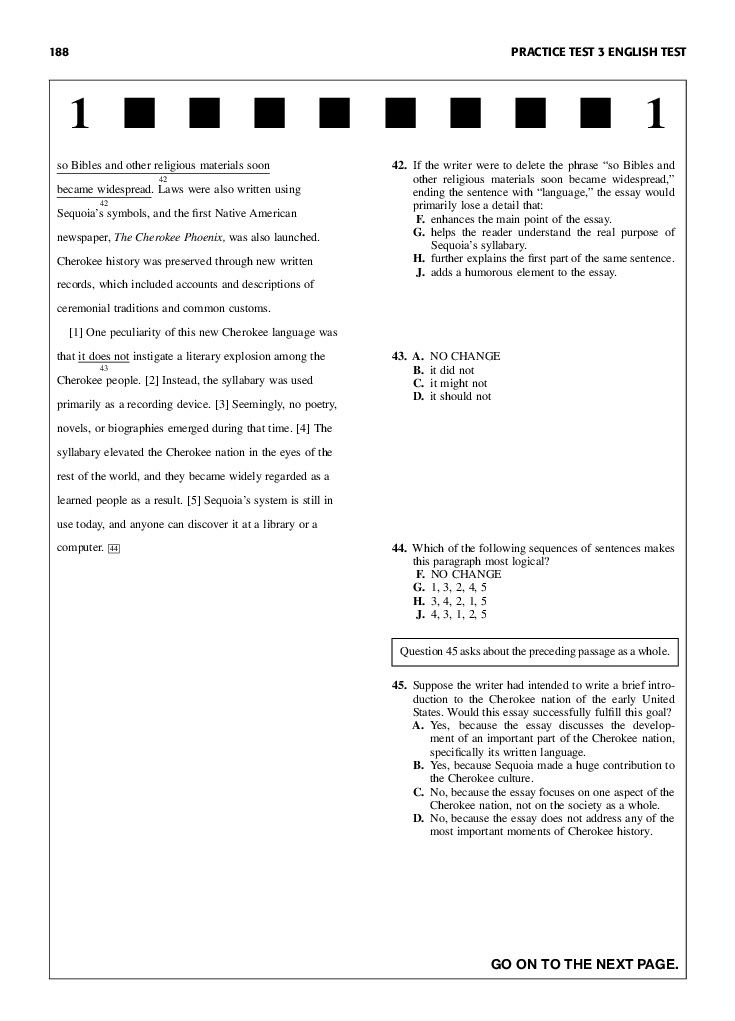 188
PRACTICE TEST 3 ENGLISH TEST
1
1
so Bibles and other religious materials soon
42
became widespread. Laws were also written using
42
Sequoia's symbols, and the first Native American
newspaper, The Cherokee Phoenix, was also launched.
Cherokee history was preserved through new written
records, which included accounts and descriptions of
ceremonial traditions and common customs.
[1] One peculiarity of this new Cherokee language was
that it does not instigate a literary explosion among the
43
Cherokee people. [2] Instead, the syllabary was used
primarily as a recording device. [3] Seemingly, no poetry,
novels, or biographies emerged during that time. [4] The
syllabary elevated the Cherokee nation in the eyes of the
rest of the world, and they became widely regarded as a
learned people as a result. [5] Sequoia's system is still in
use today, and anyone can discover it at a library or a
computer. 44
42. If the writer were to delete the phrase "so Bibles and
other religious materials soon became widespread,"
ending the sentence with "language," the essay would
primarily lose a detail that:
F. enhances the main point of the essay.
G. helps the reader understand the real purpose of
Sequoia's syllabary.
H. further explains the first part of the same sentence.
J. adds a humorous element to the essay.
43. A. NO CHANGE
B. it did not
C. it might not
D. it should not
44. Which of the following sequences of sentences makes
this paragraph most logical?
F. NO CHANGE
G. 1, 3, 2, 4, 5
H. 3, 4, 2, 1, 5
J. 4, 3, 1, 2, 5
Question 45 asks about the preceding passage as a whole.
45. Suppose the writer had intended to write a brief intro-
duction to the Cherokee nation of the early United
States. Would this essay successfully fulfill this goal?
A. Yes, because the essay discusses the develop-
ment of an important part of the Cherokee nation,
specifically its written language.
B. Yes, because Sequoia made a huge contribution to
the Cherokee culture.
C. No, because the essay focuses on one aspect of the
Cherokee nation, not on the society as a whole.
D. No, because the essay does not address any of the
most important moments of Cherokee history.
GO ON TO THE NEXT PAGE.